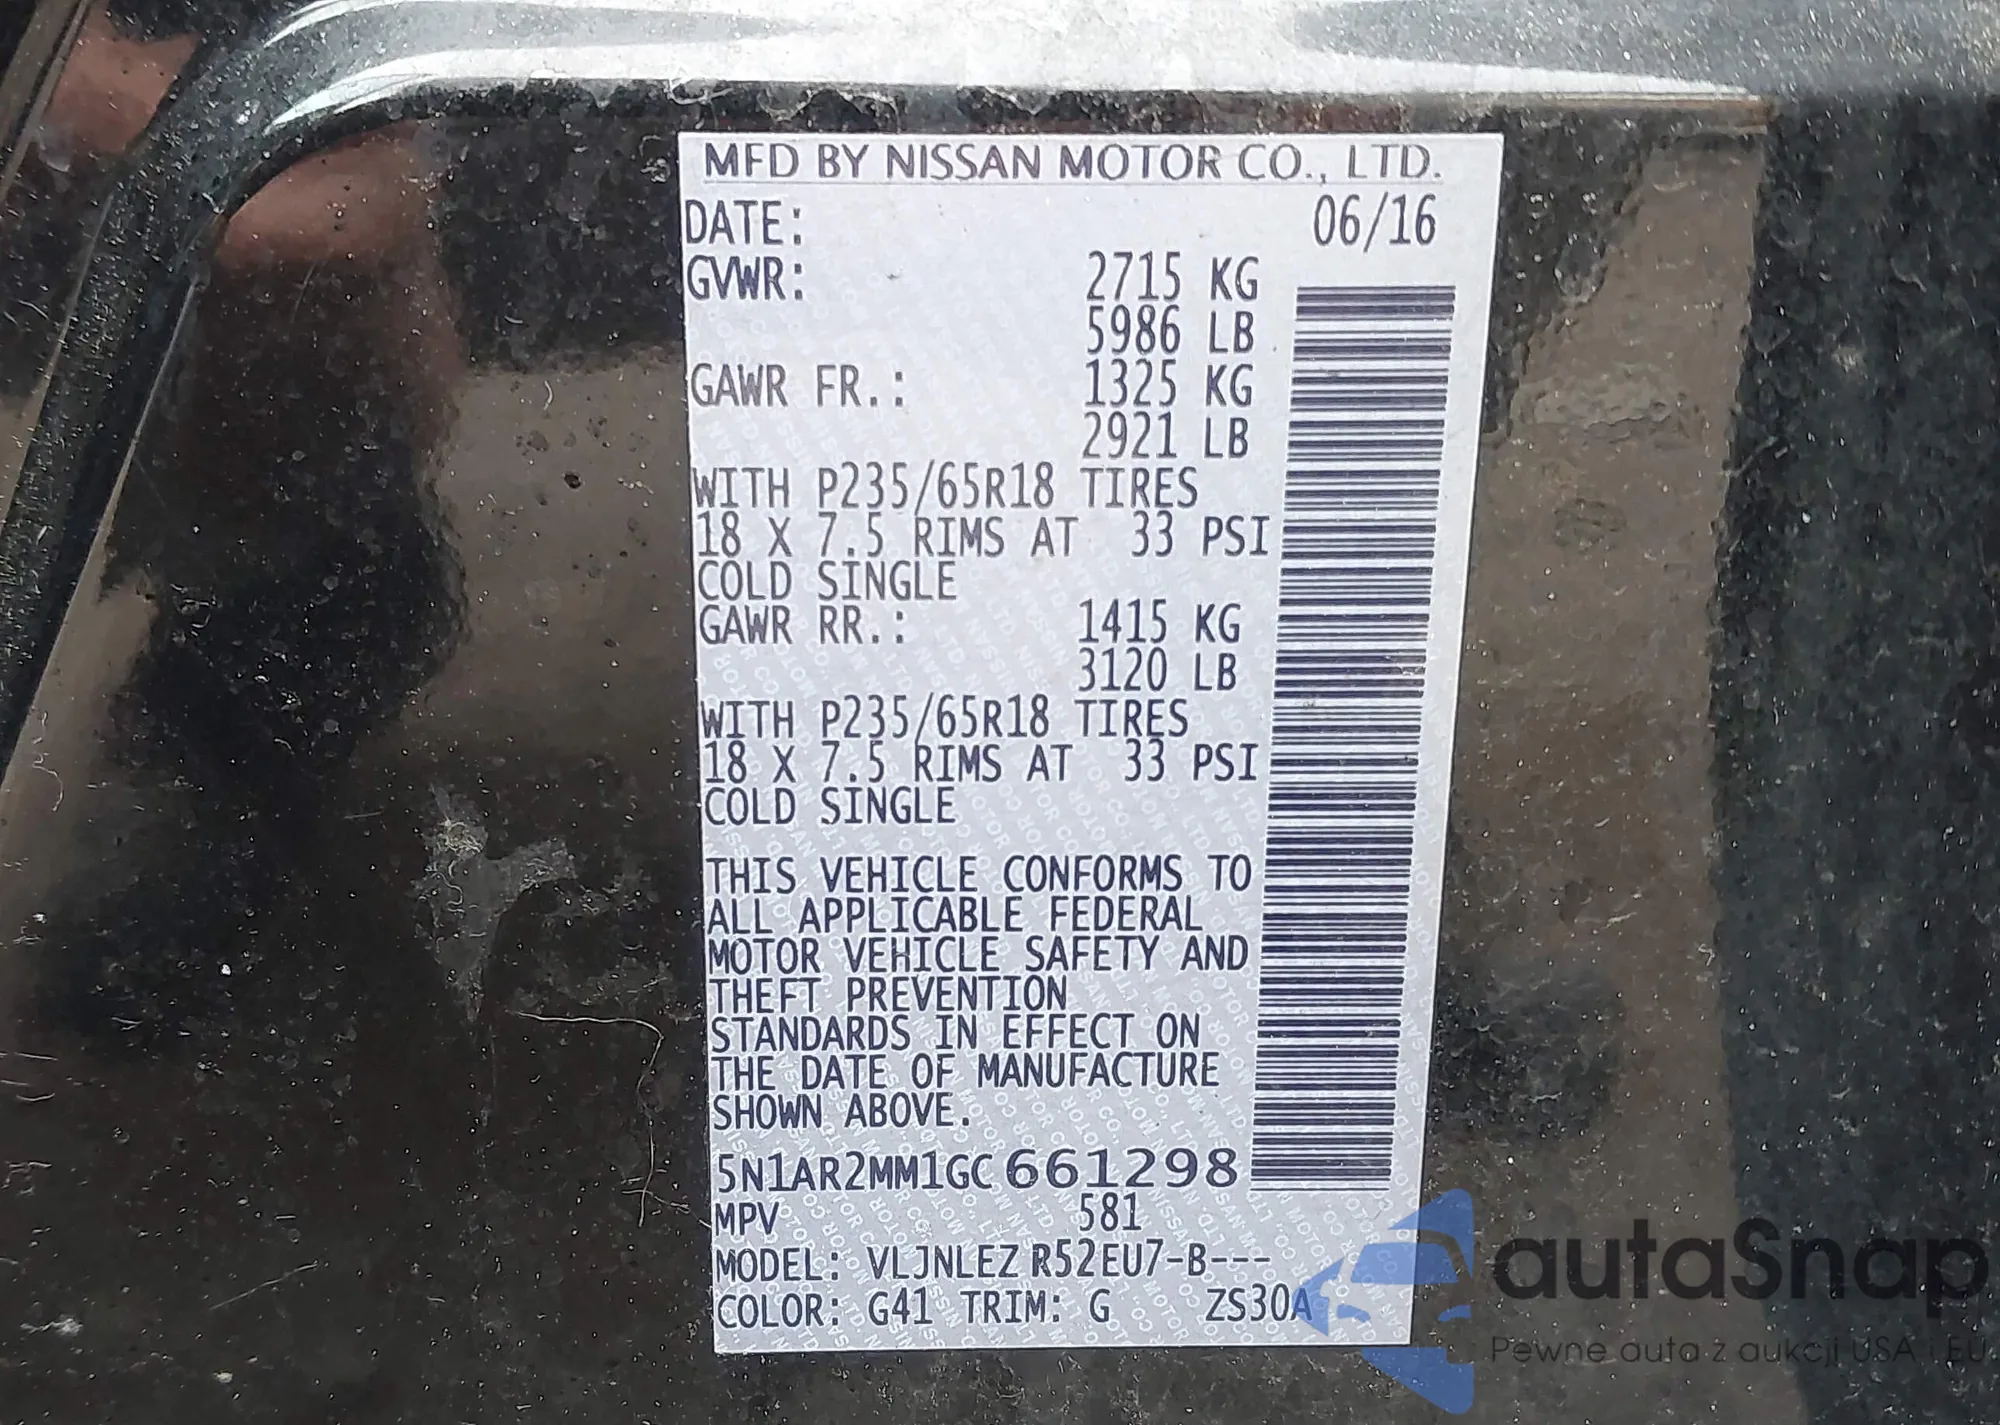 MFD BY NISSAN MOTOR CO., LTD.
DATE: 06/16
GVWR: 2715 KG
5986 LB
GAWR FR.: 1325 KG
2921 LB
WITH P235/65R18 TIRES
18 X 7.5 RIMS AT 33 PSI
COLD SINGLE
GAWR RR.: 1415 KG
3120 LB
WITH P235/65R18 TIRES
18 X 7.5 RIMS AT 33 PSI
COLD SINGLE
THIS VEHICLE CONFORMS TO
ALL APPLICABLE FEDERAL
MOTOR VEHICLE SAFETY AND
THEFT PREVENTION
STANDARDS IN EFFECT ON
THE DATE OF MANUFACTURE
SHOWN ABOVE.
5N1AR2MM1GC661298
MPV 581
MODEL: VLJNLEZ R52EU7-B---
COLOR: G41 TRIM: G ZS30A
autaSnap
Pewne auta z aukcji USA i EU